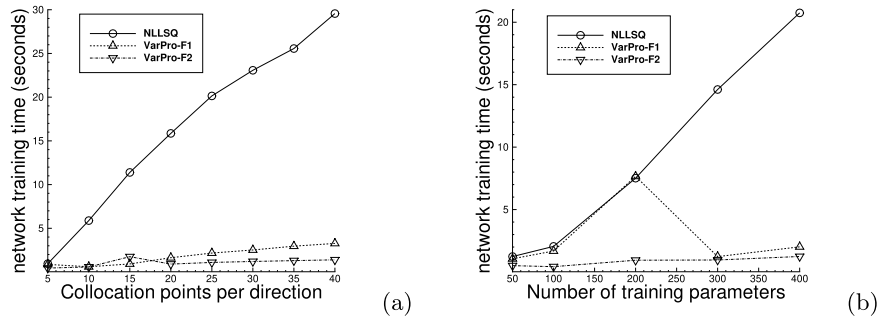 network training time (seconds)
30
25
20
15
10
5
NLLSQ
VarPro-F1
VarPro-F2
5 10 15 20 25 30 35 40
Collocation points per direction
(a)
network training time (seconds)
20
15
10
5
NLLSQ
VarPro-F1
VarPro-F2
50 100 150 200 250 300 350 400
Number of training parameters
(b)